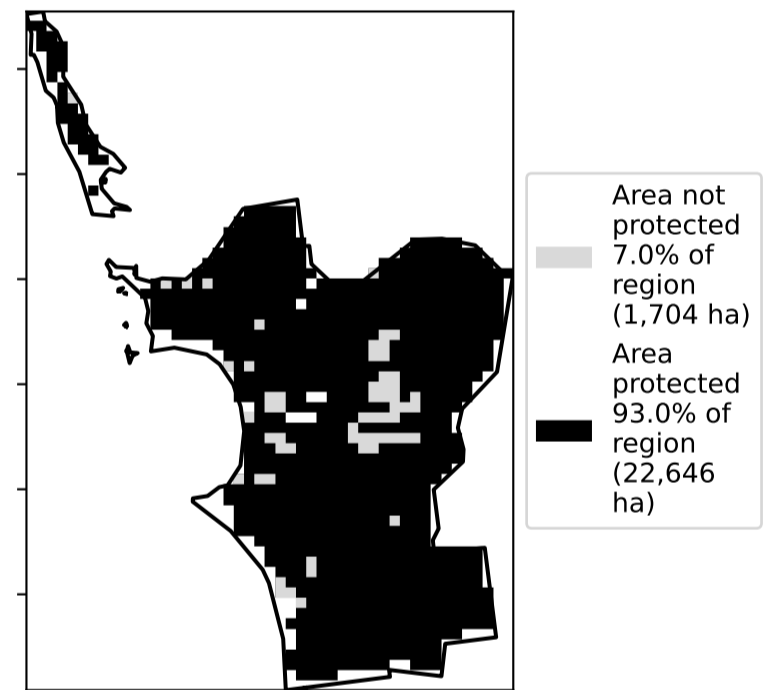 Area not
protected
7.0% of
region
(1,704 ha)
Area
protected
93.0% of
region
(22,646
ha)